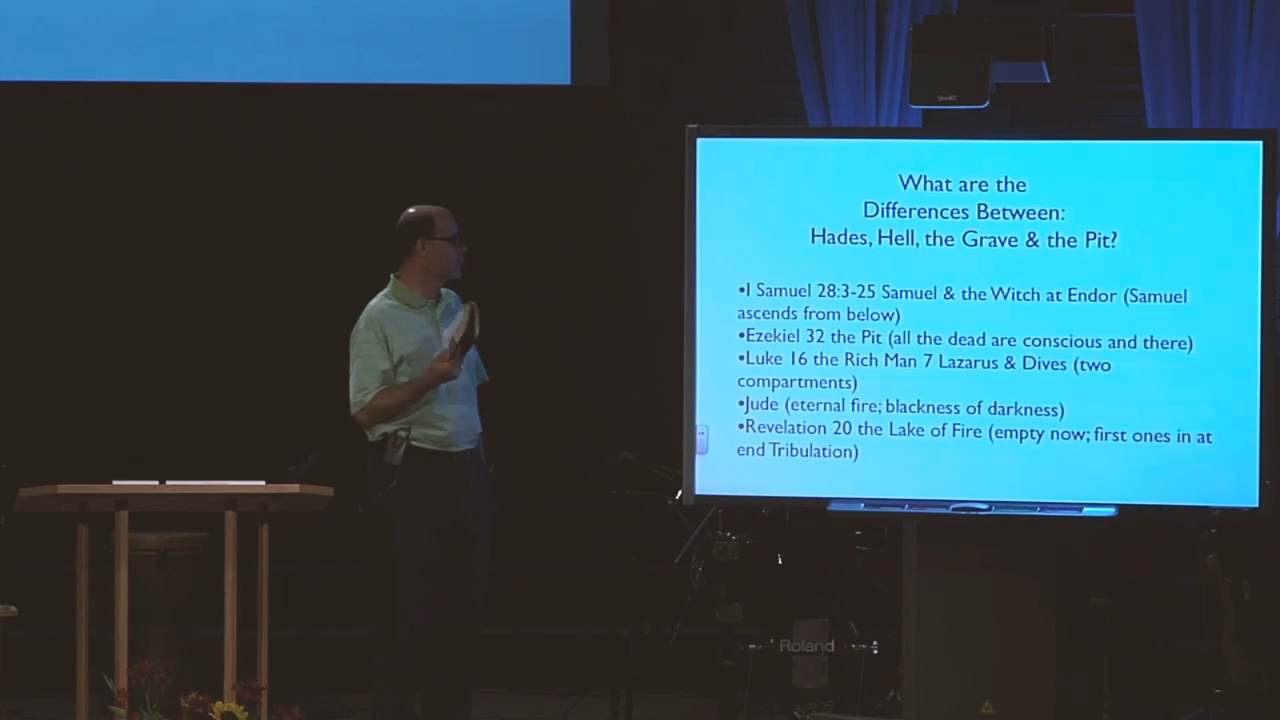 SMART
What are the
Differences Between:
Hades, Hell, the Grave & the Pit?
•I Samuel 28:3-25 Samuel & the Witch at Endor (Samuel
ascends from below)
•Ezekiel 32 the Pit (all the dead are conscious and there)
•Luke 16 the Rich Man 7 Lazarus & Dives (two
compartments)
•Jude (eternal fire; blackness of darkness)
•Revelation 20 the Lake of Fire (empty now; first ones in at
end Tribulation)
Roland